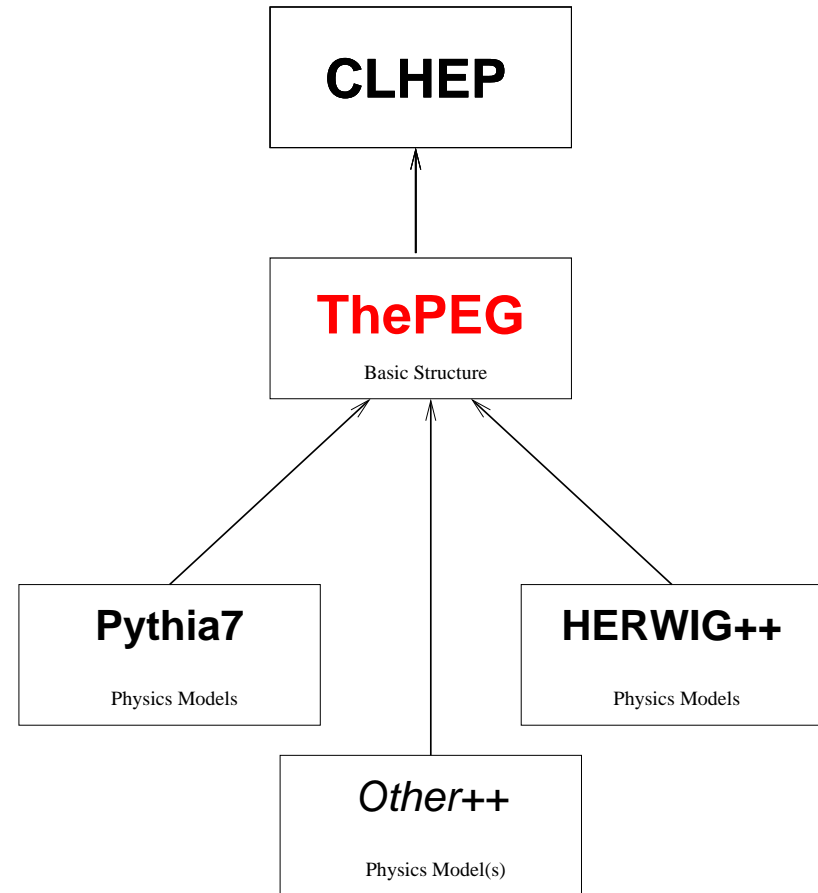 CLHEP
ThePEG
Basic Structure
Pythia7
Physics Models
HERWIG++
Physics Models
Other++
Physics Model(s)